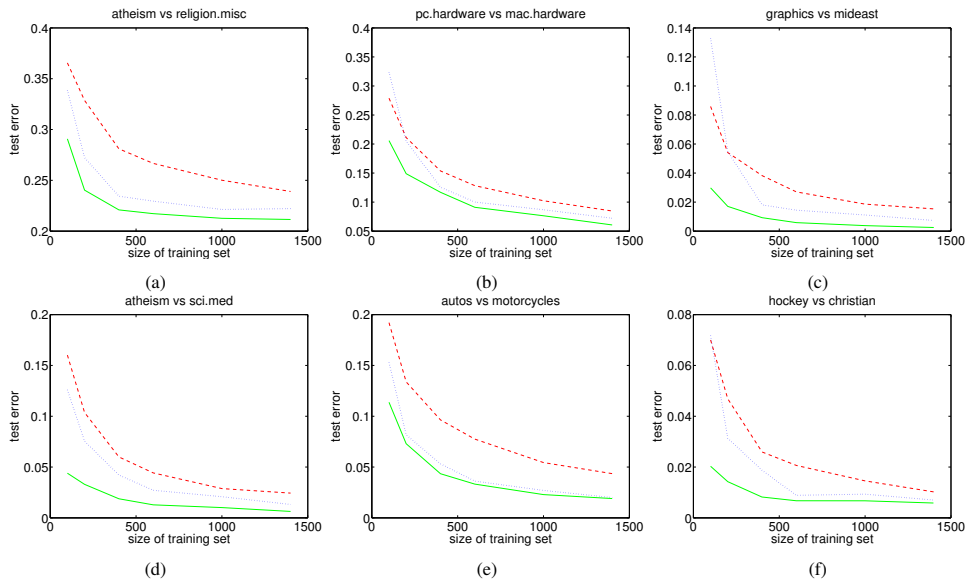 atheism vs religion.misc
0.4
0.35
0.3
0.25
0.2
test error
0
500
1000
1500
size of training set
(a)
pc.hardware vs mac.hardware
0.4
0.35
0.3
0.25
0.2
0.15
0.1
0.05
test error
0
500
1000
1500
size of training set
(b)
graphics vs mideast
0.14
0.12
0.1
0.08
0.06
0.04
0.02
0
test error
0
500
1000
1500
size of training set
(c)
atheism vs sci.med
0.2
0.15
0.1
0.05
0
test error
0
500
1000
1500
size of training set
(d)
autos vs motorcycles
0.2
0.15
0.1
0.05
0
test error
0
500
1000
1500
size of training set
(e)
hockey vs christian
0.08
0.06
0.04
0.02
0
test error
0
500
1000
1500
size of training set
(f)